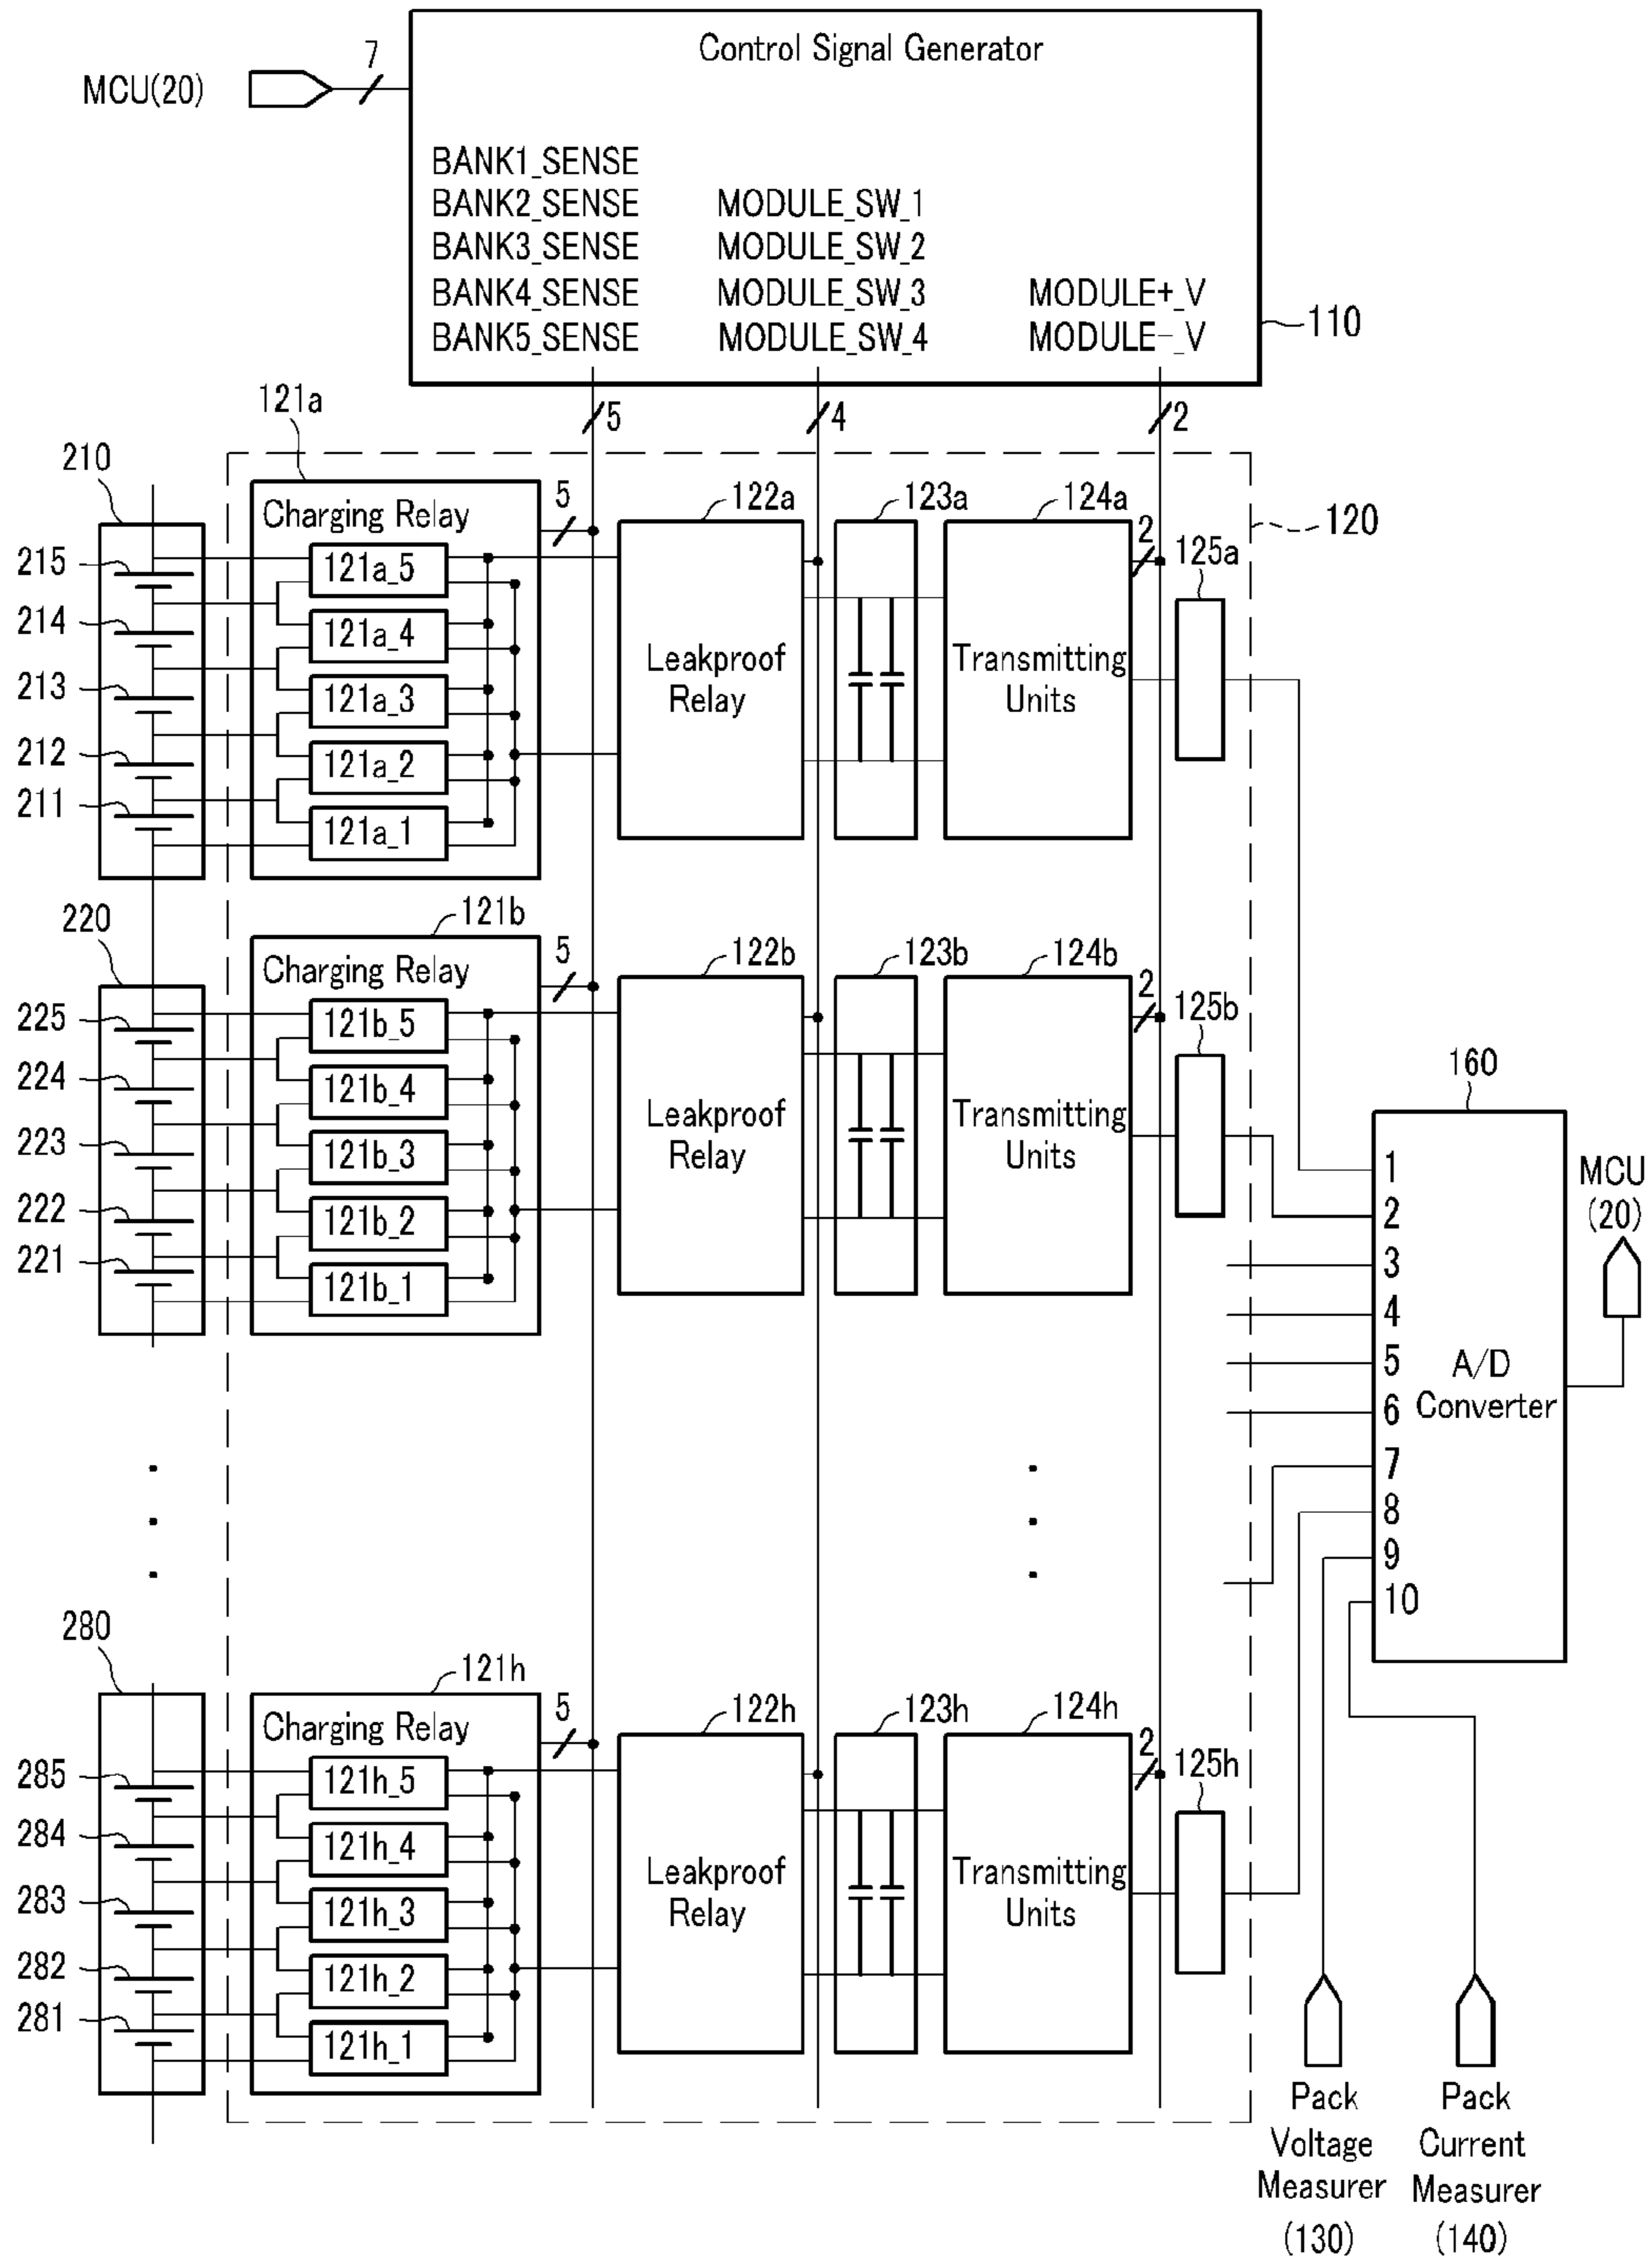 Control Signal Generator
MCU(20)
7
BANK1_SENSE
BANK2_SENSE
BANK3_SENSE
BANK4_SENSE
BANK5_SENSE
MODULE_SW_1
MODULE_SW_2
MODULE_SW_3
MODULE_SW_4
MODULE+_V
MODULE-_V
110
5
4
2
120
210
215
214
213
212
211
121a
Charging Relay
5
121a_5
121a_4
121a_3
121a_2
121a_1
122a
Leakproof
Relay
123a
124a
Transmitting
Units
2
125a
220
225
224
223
222
221
121b
Charging Relay
5
121b_5
121b_4
121b_3
121b_2
121b_1
122b
Leakproof
Relay
123b
124b
Transmitting
Units
2
125b
160
1
2
3
4
5
6
7
8
9
10
A/D
Converter
MCU
(20)
280
285
284
283
282
281
121h
Charging Relay
5
121h_5
121h_4
121h_3
121h_2
121h_1
122h
Leakproof
Relay
123h
124h
Transmitting
Units
2
125h
Pack
Voltage
Measurer
(130)
Pack
Current
Measurer
(140)